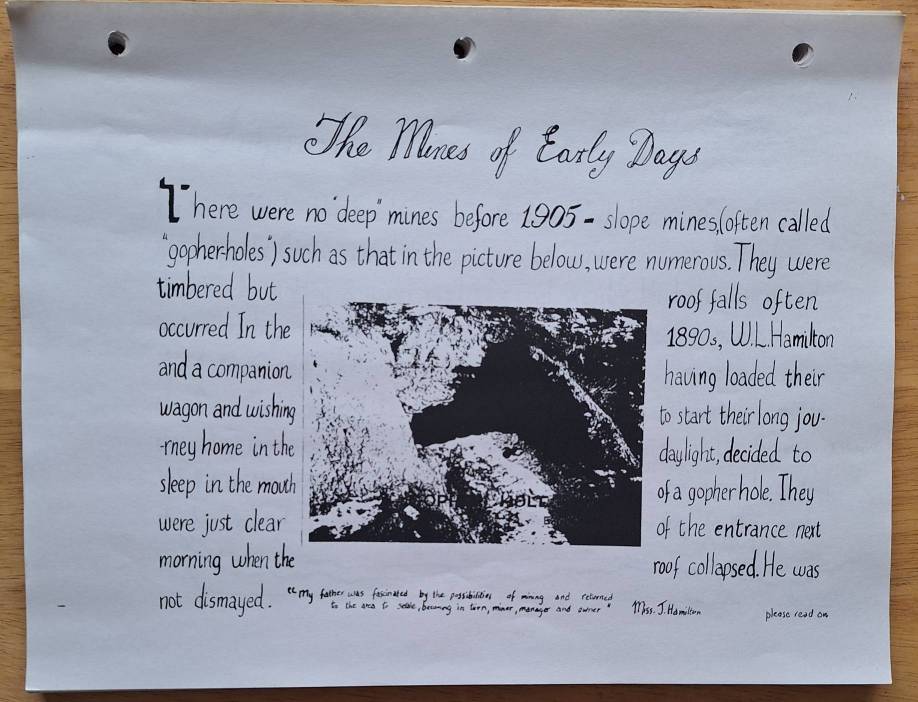 The Mines of Early Days
There were no "deep" mines before 1905 - slope mines,(often called
"gopher-holes") such as that in the picture below, were numerous. They were
timbered but roof falls often
occurred In the 1890s, W.L.Hamilton
and a companion having loaded their
wagon and wishing to start their long jou-
-rney home in the daylight, decided to
sleep in the mouth of a gopher hole. They
were just clear of the entrance next
morning when the roof collapsed. He was
not dismayed. "My father was fascinated by the possibilities of mining and returned
to the area to settle, becoming in turn, miner, manager and owner" Miss. J. Hamilton
please read on